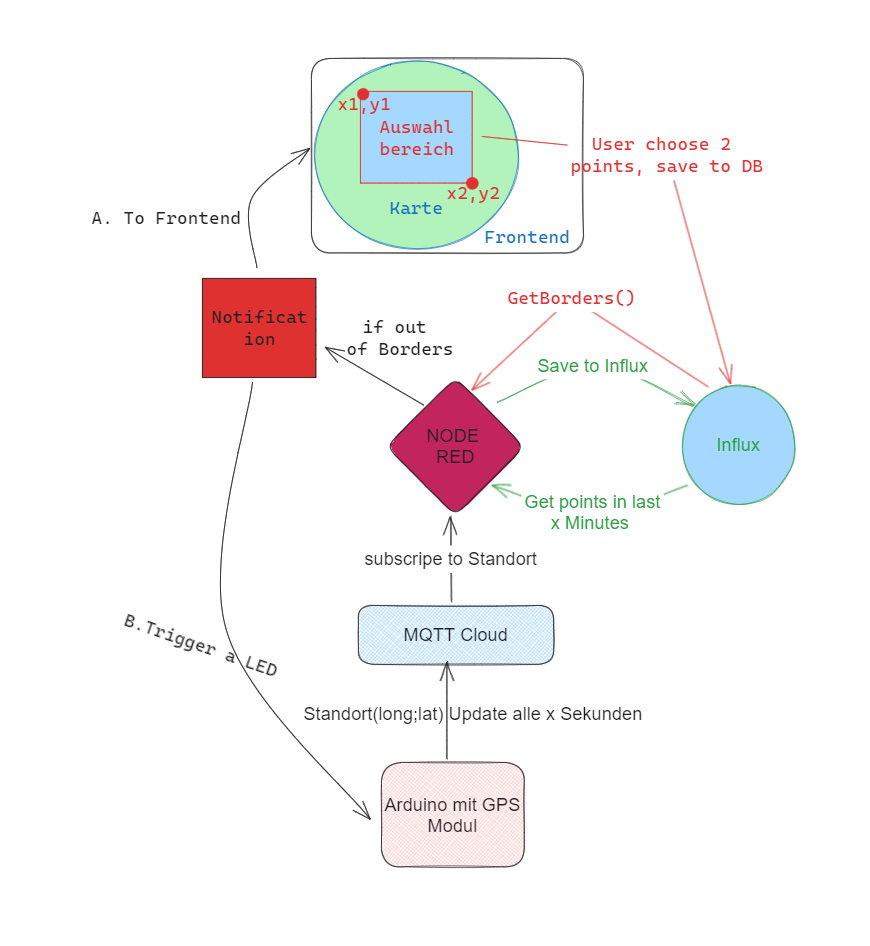 x1,y1
Auswahl
bereich
User choose 2
points, save to DB
x2,y2
Karte
Frontend
A. To Frontend
GetBorders()
Notificat
ion
if out
of Borders
Save to Influx
NODE
RED
Influx
Get points in last
x Minutes
subscripe to Standort
MQTT Cloud
B.Trigger a LED
Standort(long;lat) Update alle x Sekunden
Arduino mit GPS
Modul